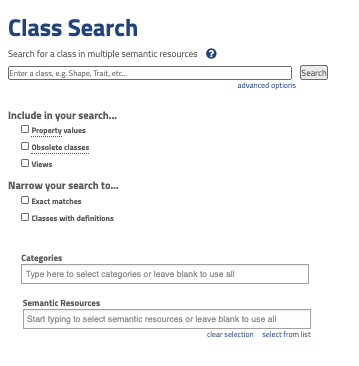 Class Search
Search for a class in multiple semantic resources ?
Enter a class, e.g. Shape, Trait, etc... Search
advanced options
Include in your search...
Property values
Obsolete classes
Views
Narrow your search to...
Exact matches
Classes with definitions
Categories
Type here to select categories or leave blank to use all
Semantic Resources
Start typing to select semantic resources or leave blank to use all
clear selection select from list